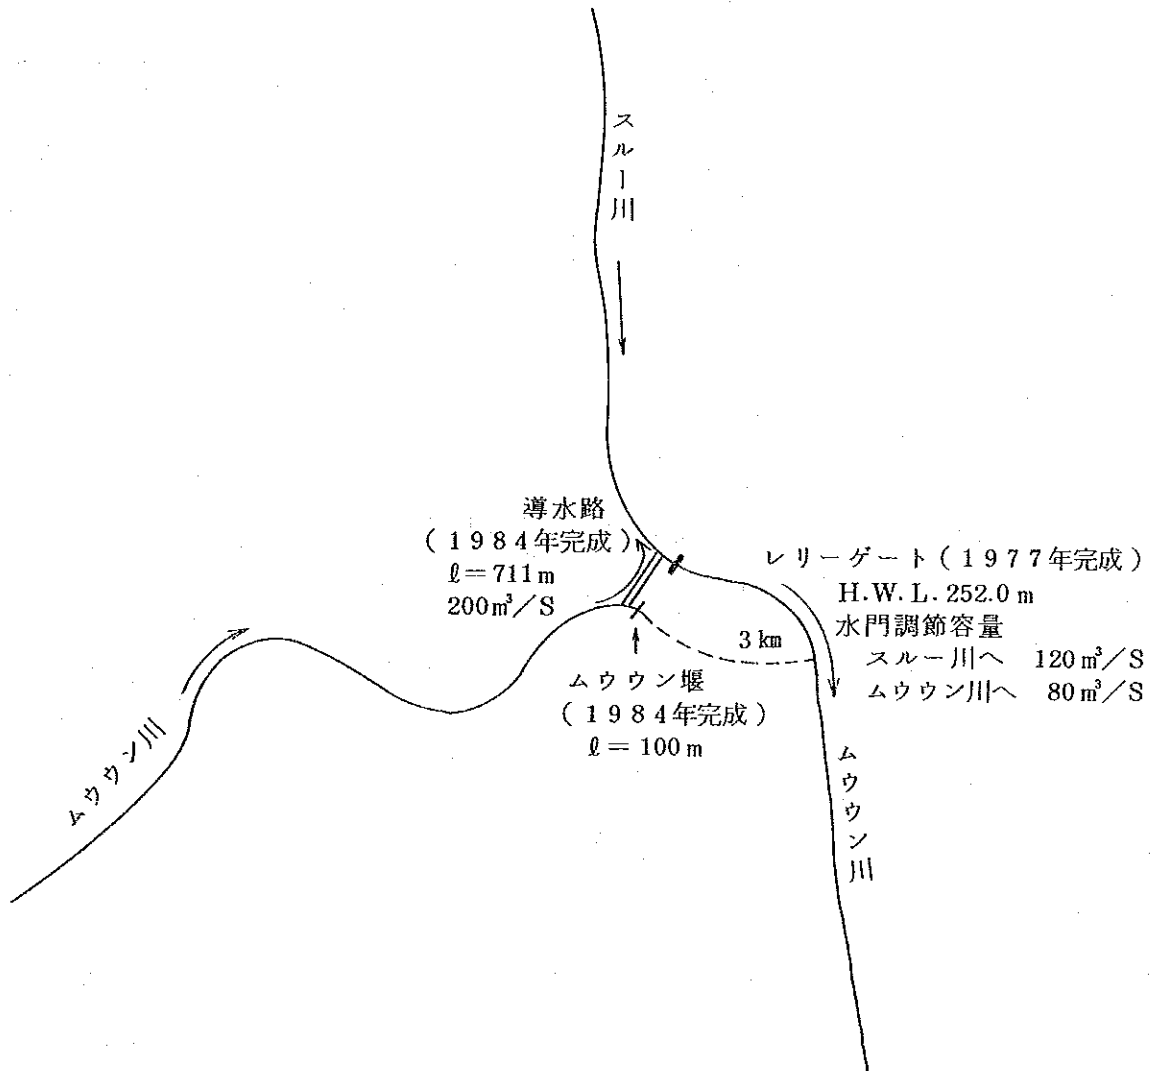 スルー川
導水路
(1984年完成)
ℓ=711m
200㎥/S
レリーゲート(1977年完成)
H.W.L.252.0m
水門調節容量
スルー川へ 120㎥/S
ムウウン川へ 80㎥/S
3km
ムウウン堰
(1984年完成)
ℓ=100m
ムウウン川
ムウウン川